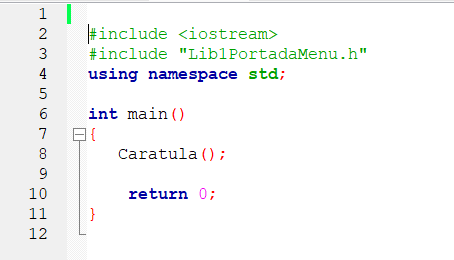 1
2 #include <iostream>
3 #include "Lib1PortadaMenu.h"
4 using namespace std;
5
6 int main()
7 {
8 Caratula();
9
10 return 0;
11 }
12